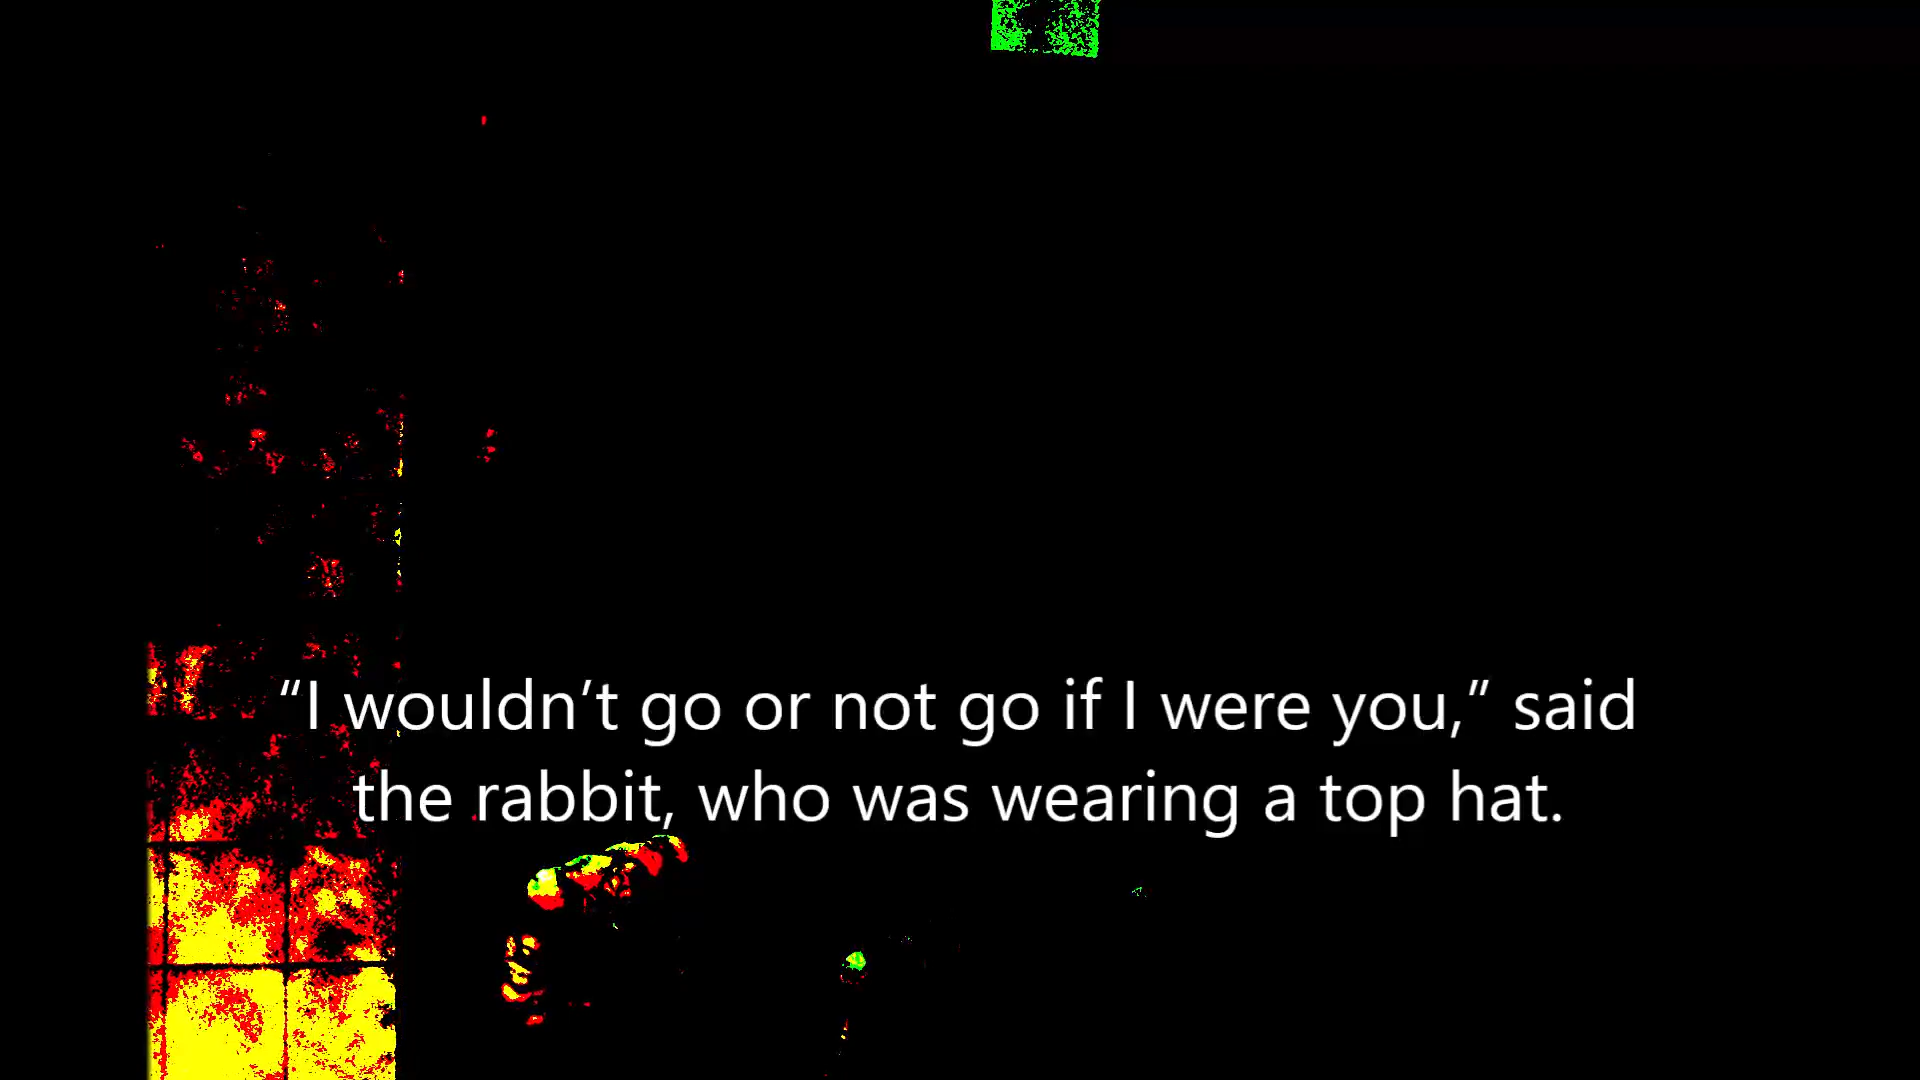 “I wouldn’t go or not go if I were you,” said
the rabbit, who was wearing a top hat.